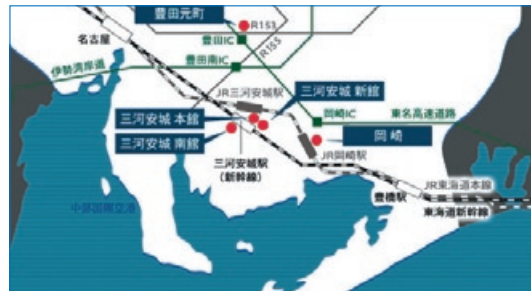 豊田元町
R153
名古屋
豊田IC
R155
伊勢湾岸道
豊田南IC
JR三河安城駅
三河安城 新館
三河安城 本館
岡崎IC
東名高速道路
三河安城 南館
岡 崎
三河安城駅
(新幹線)
JR岡崎駅
豊橋駅
JR東海道本線
東海道新幹線
中部国際空港